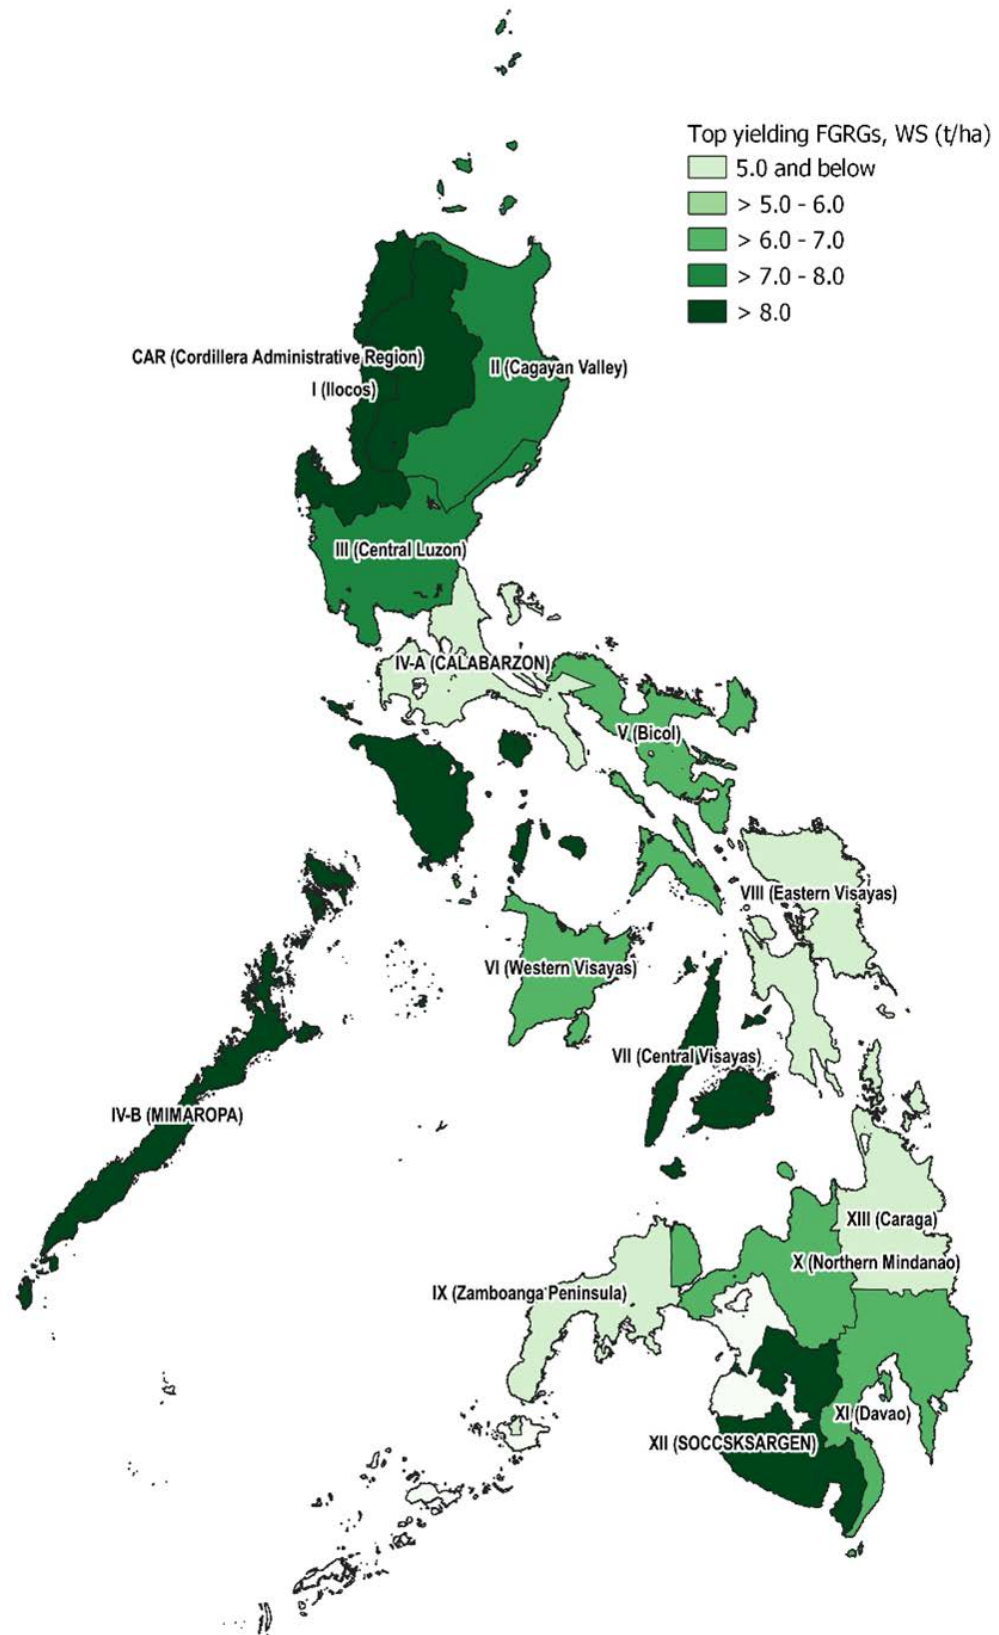 Top yielding FGRGs, WS (t/ha)
5.0 and below
> 5.0 - 6.0
> 6.0 - 7.0
> 7.0 - 8.0
> 8.0
CAR (Cordillera Administrative Region)
II (Cagayan Valley)
I (Ilocos)
III (Central Luzon)
IV-A (CALABARZON)
V (Bicol)
VIII (Eastern Visayas)
VI (Western Visayas)
VII (Central Visayas)
IV-B (MIMAROPA)
XIII (Caraga)
X (Northern Mindanao)
IX (Zamboanga Peninsula)
XI (Davao)
XII (SOCCSKSARGEN)